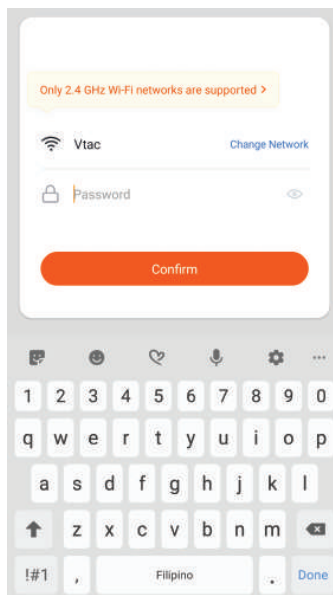 Only 2.4 GHz Wi-Fi networks are supported >
Vtac Change Network
Password
Confirm
1 2 3 4 5 6 7 8 9 0
q w e r t y u i o p
a s d f g h j k l
z x c v b n m
!#1 , Filipino . Done